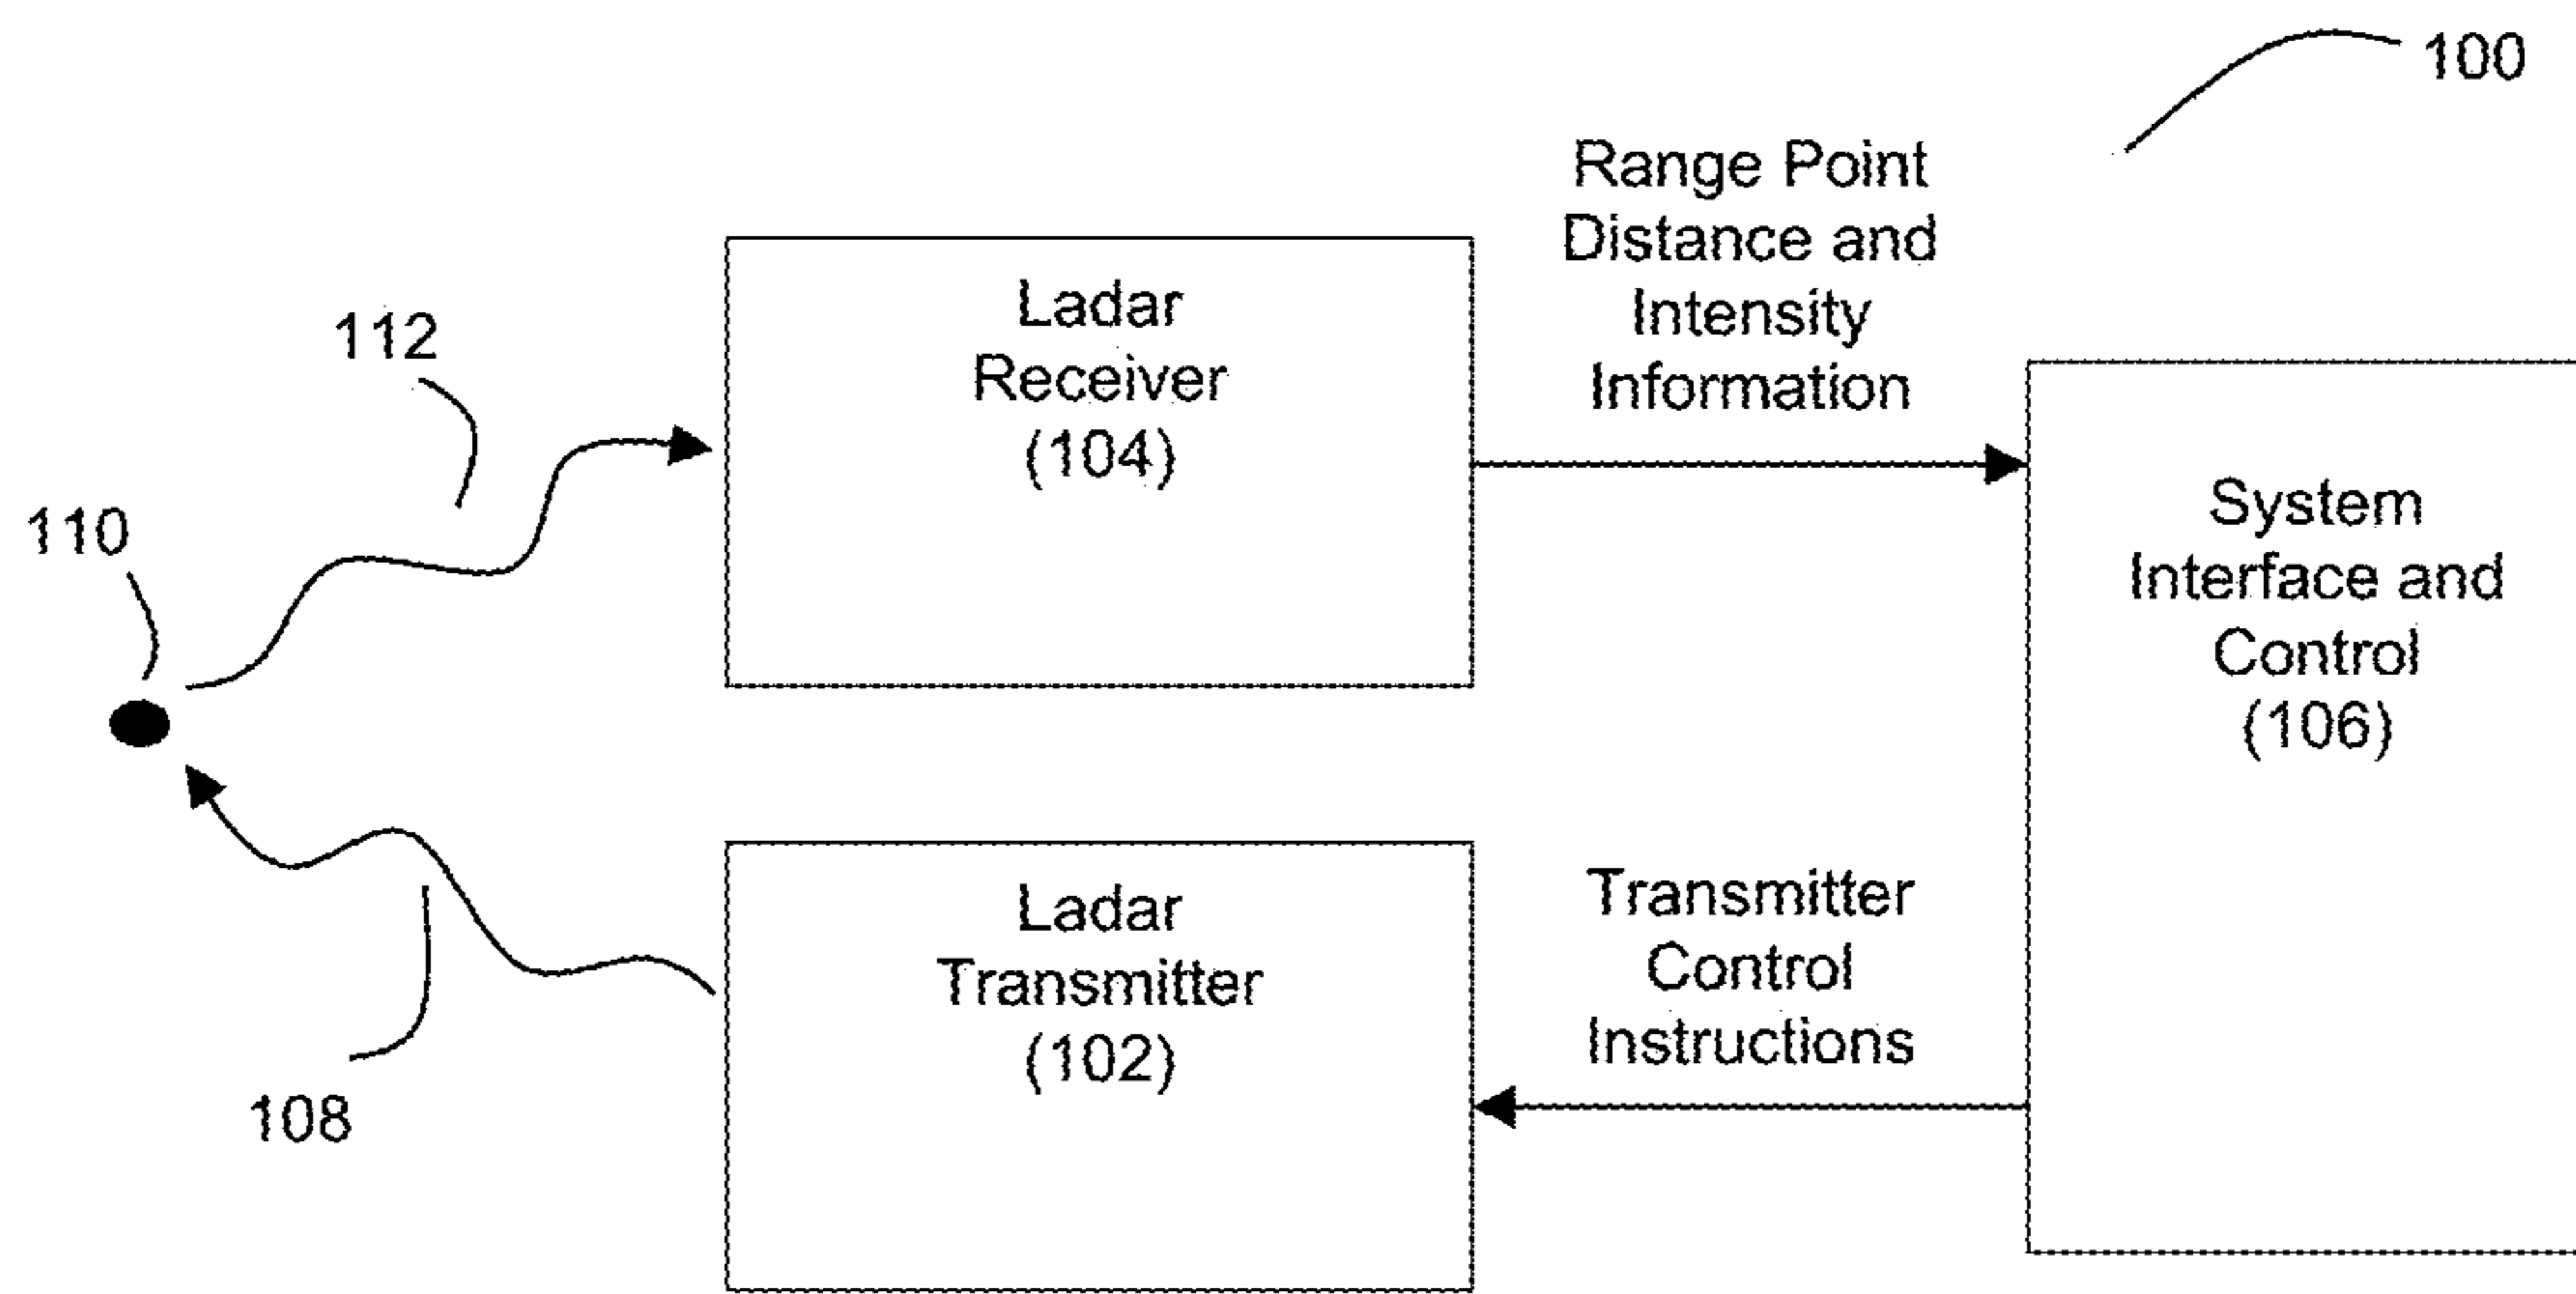 100
Range Point
Distance and
Intensity
Information
Ladar
Receiver
(104)
112
110
System
Interface and
Control
(106)
Ladar
Transmitter
(102)
Transmitter
Control
Instructions
108